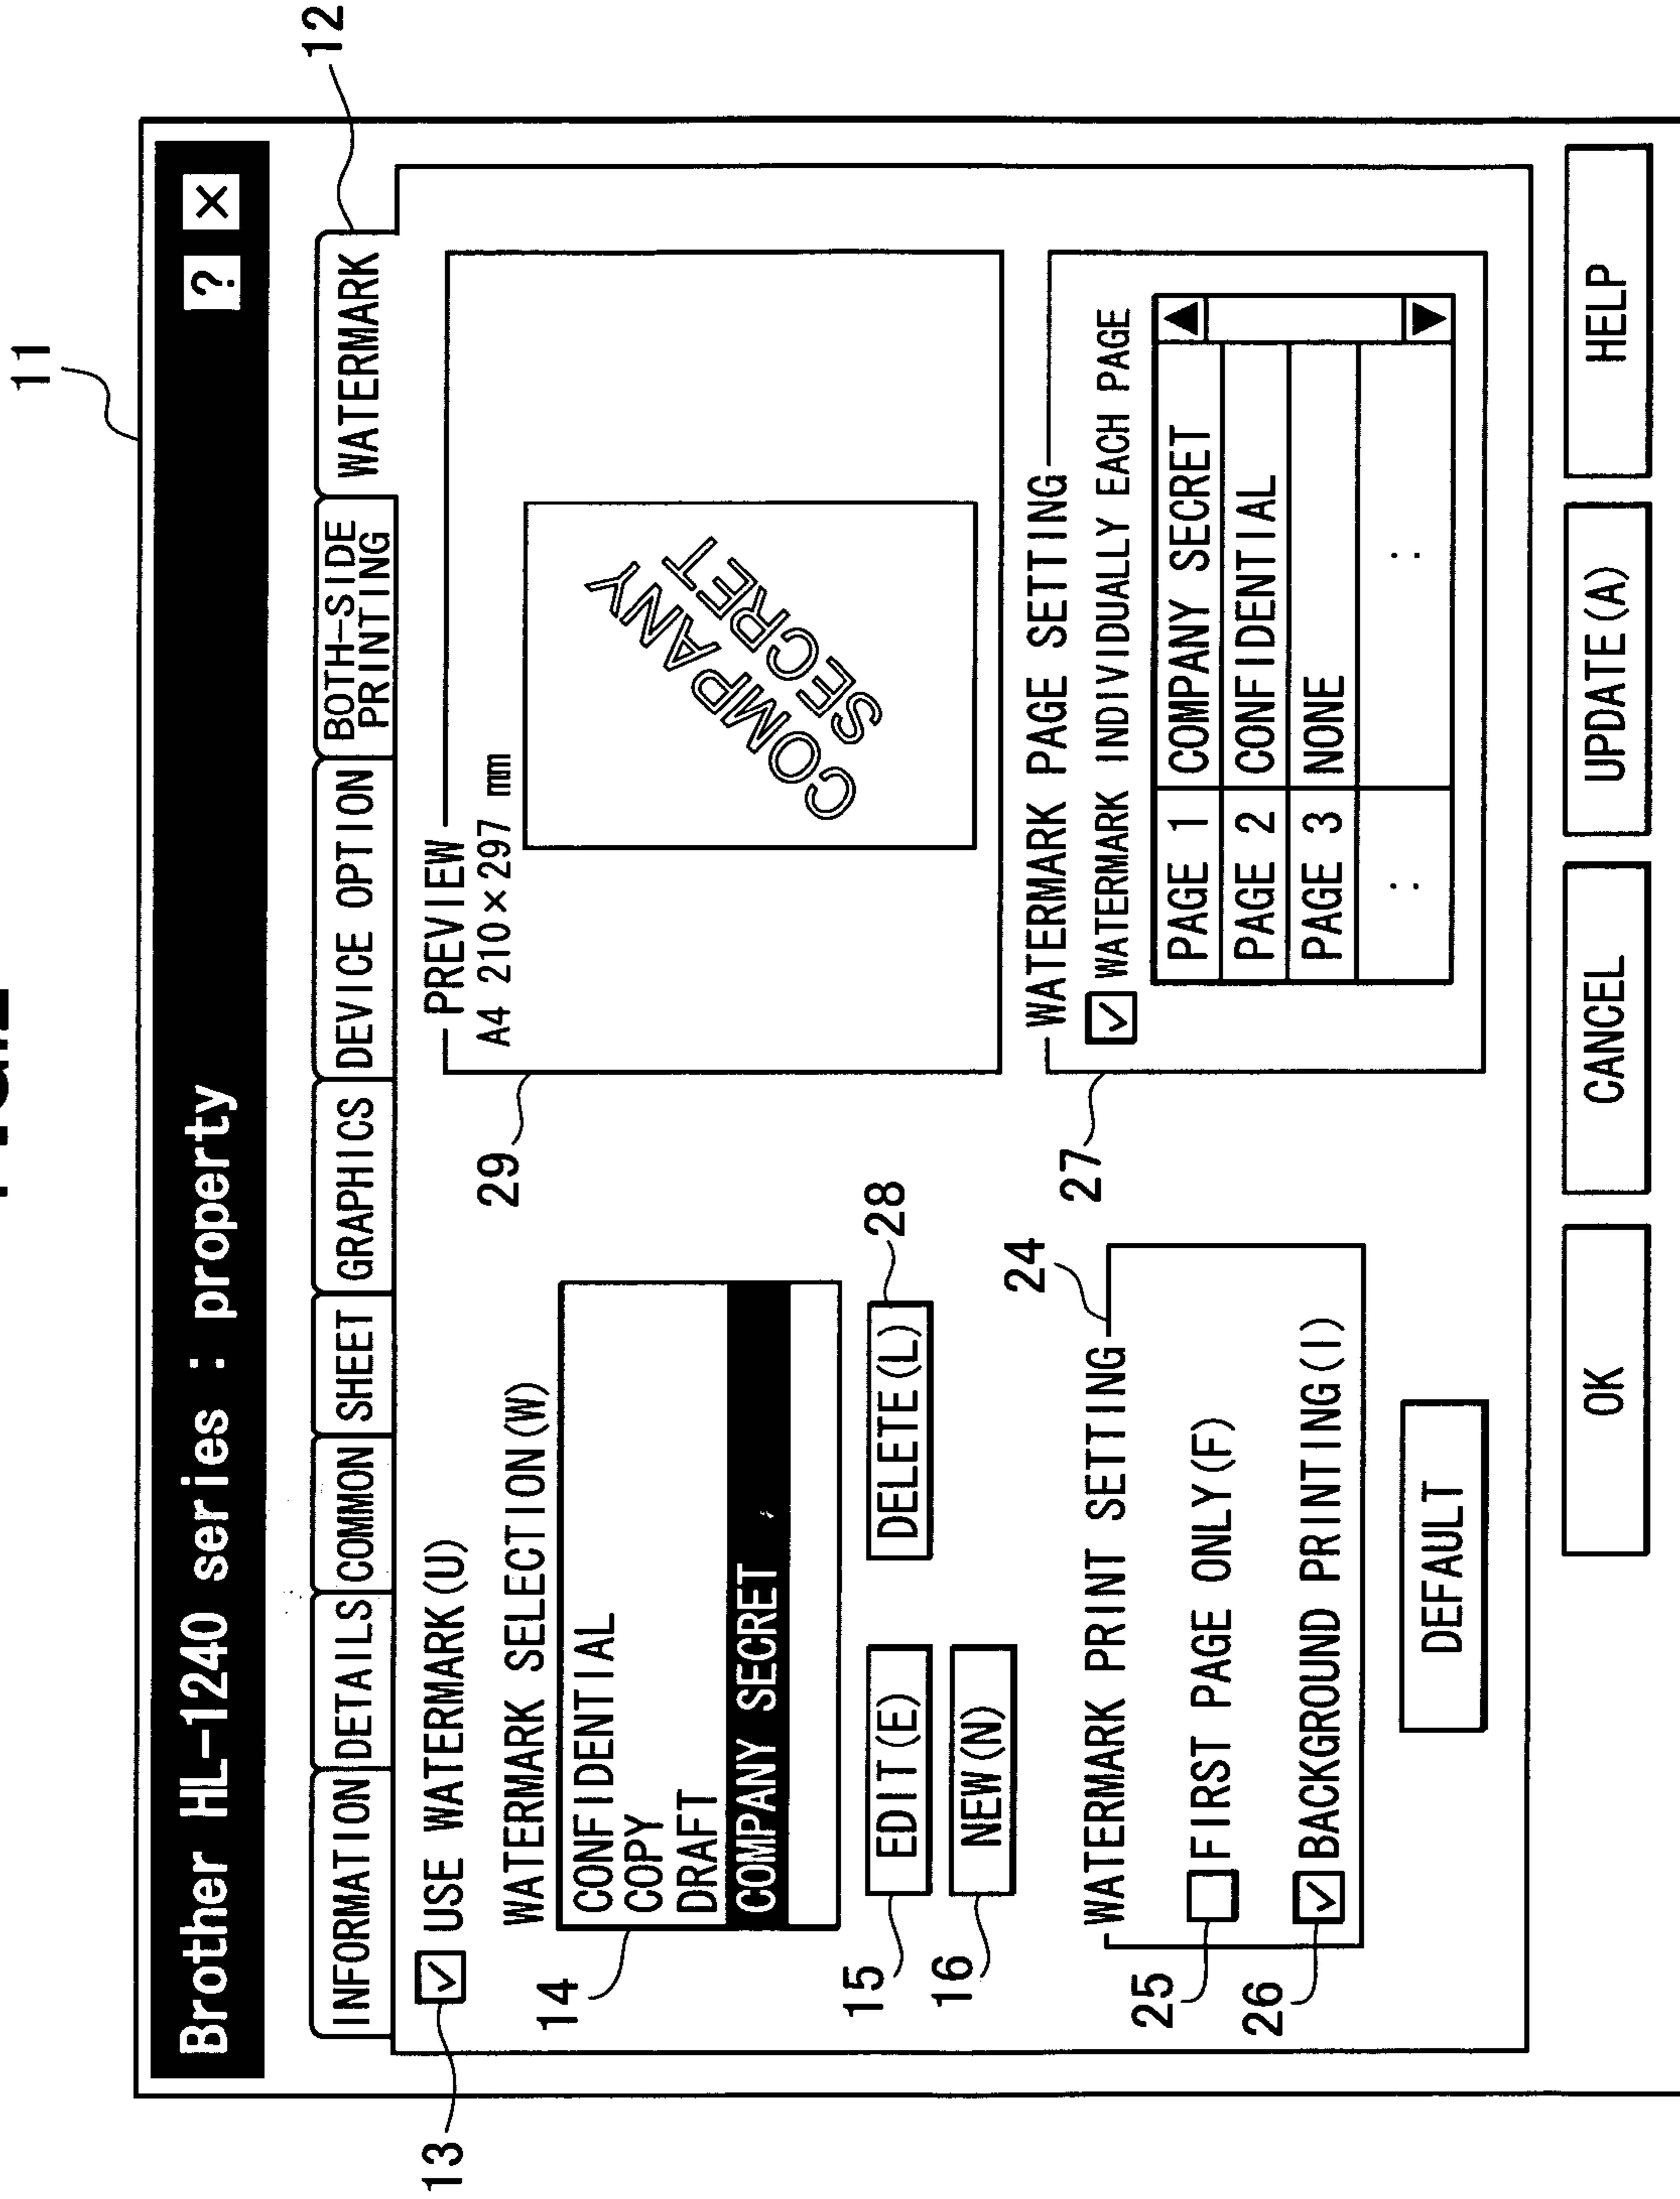 11
Brother HL-1240 series : property ? ×
12
INFORMATION DETAILS COMMON SHEET GRAPHICS DEVICE OPTION BOTH-SIDE PRINTING WATERMARK
13
USE WATERMARK(U)
WATERMARK SELECTION(W)
14
CONFIDENTIAL
COPY
DRAFT
COMPANY SECRET
15
EDIT(E)
DELETE(L)
28
16
NEW(N)
29
PREVIEW
A4 210×297 mm
COMPANY
SECRET
24
WATERMARK PRINT SETTING
25
FIRST PAGE ONLY(F)
26
BACKGROUND PRINTING(I)
DEFAULT
27
WATERMARK PAGE SETTING
WATERMARK INDIVIDUALLY EACH PAGE
PAGE 1 COMPANY SECRET
PAGE 2 CONFIDENTIAL
PAGE 3 NONE
: :
OK CANCEL UPDATE(A) HELP